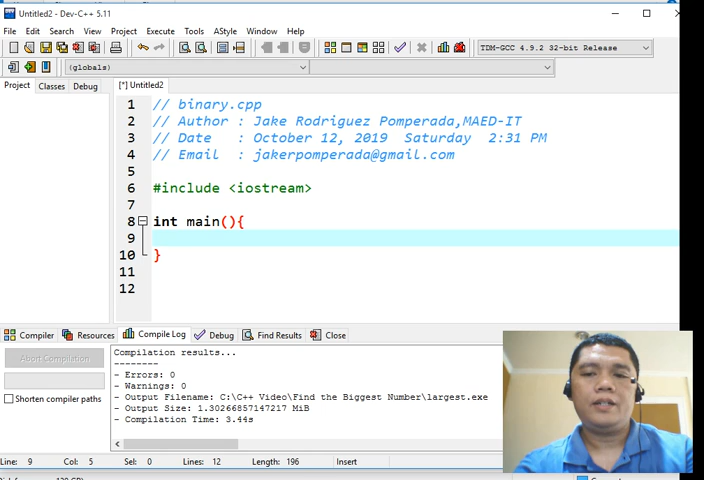 Untitled2 - Dev-C++ 5.11
File Edit Search View Project Execute Tools AStyle Window Help
TDM-GCC 4.9.2 32-bit Release
(globals)
Project Classes Debug
[*] Untitled2
1 // binary.cpp
2 // Author : Jake Rodriguez Pomperada,MAED-IT
3 // Date : October 12, 2019 Saturday 2:31 PM
4 // Email : jakerpomperada@gmail.com
5
6 #include <iostream>
7
8 int main(){
9
10 }
11
12
Compiler Resources Compile Log Debug Find Results Close
Abort Compilation
Shorten compiler paths
Compilation results...
--------
- Errors: 0
- Warnings: 0
- Output Filename: C:\C++ Video\Find the Biggest Number\largest.exe
- Output Size: 1.30266857147217 MiB
- Compilation Time: 3.44s
Line: 9 Col: 5 Sel: 0 Lines: 12 Length: 196 Insert